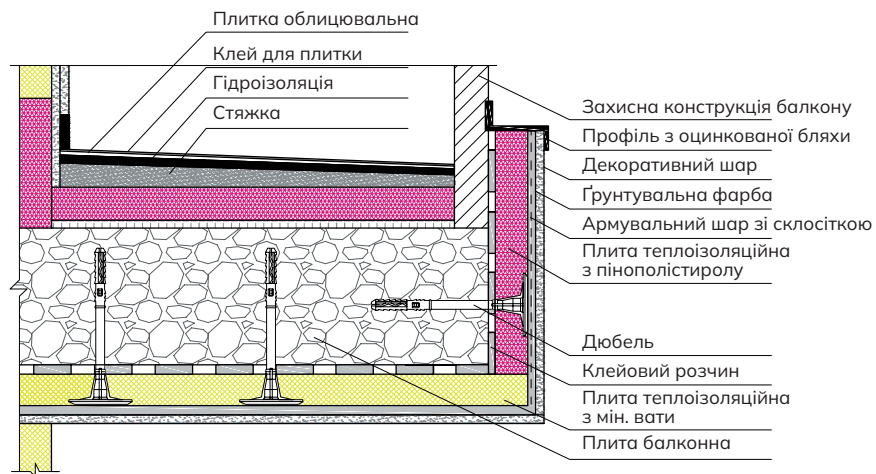 Плитка облицювальна
Клей для плитки
Гідроізоляція
Стяжка
Захисна конструкція балкону
Профіль з оцинкованої бляхи
Декоративний шар
Ґрунтувальна фарба
Армувальний шар зі склосіткою
Плита теплоізоляційна
з пінополістиролу
Дюбель
Клейовий розчин
Плита теплоізоляційна
з мін. вати
Плита балконна